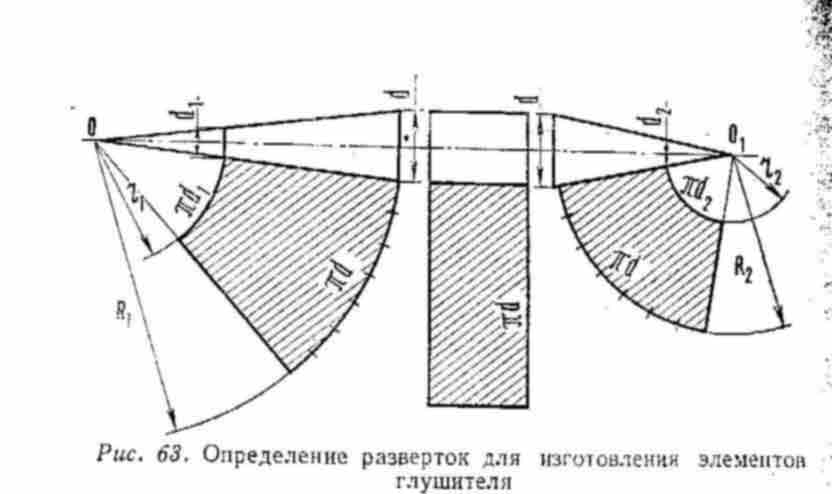 d₁
d
d
d₂
O
O₁
r₁
πd₁
πd₂
r₂
πd
πd
R₂
πd
R₁
Рис. 63. Определение разверток для изготовления элементов
глушителя